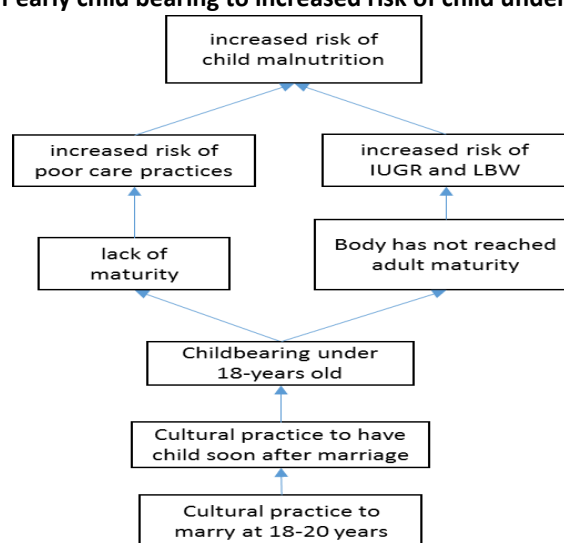 early child bearing to increased risk of child under
increased risk of
child malnutrition
increased risk of
poor care practices
increased risk of
IUGR and LBW
lack of
maturity
Body has not reached
adult maturity
Childbearing under
18-years old
Cultural practice to have
child soon after marriage
Cultural practice to
marry at 18-20 years